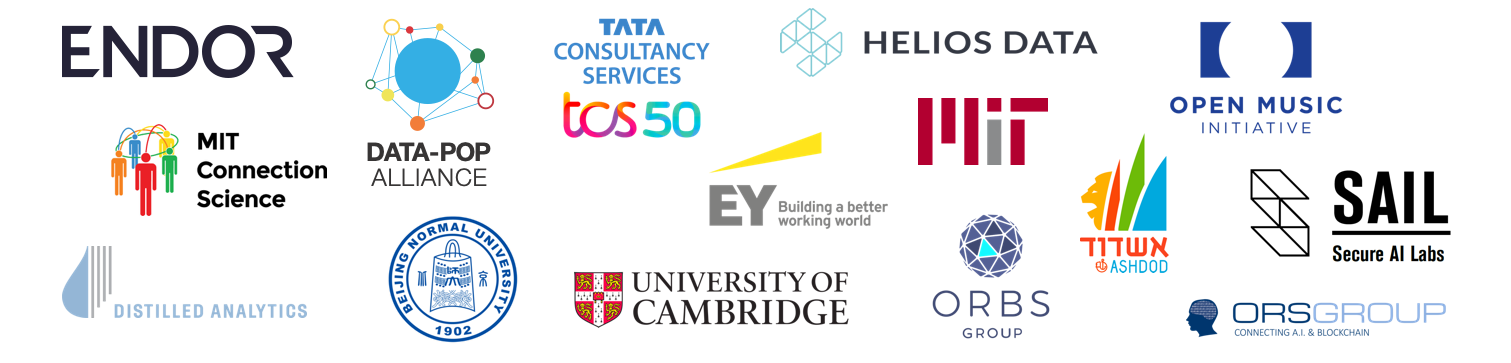 ENDOR
DATA-POP
ALLIANCE
TATA
CONSULTANCY
SERVICES
tcs 50
HELIOS DATA
OPEN MUSIC
INITIATIVE
MIT
Connection
Science
EY
Building a better
working world
MIT
אשדוד
ASHDOD
SAIL
Secure AI Labs
DISTILLED ANALYTICS
BEIJING NORMAL UNIVERSITY
1902
UNIVERSITY OF
CAMBRIDGE
ORBS
GROUP
ORSGROUP
CONNECTING A.I. & BLOCKCHAIN